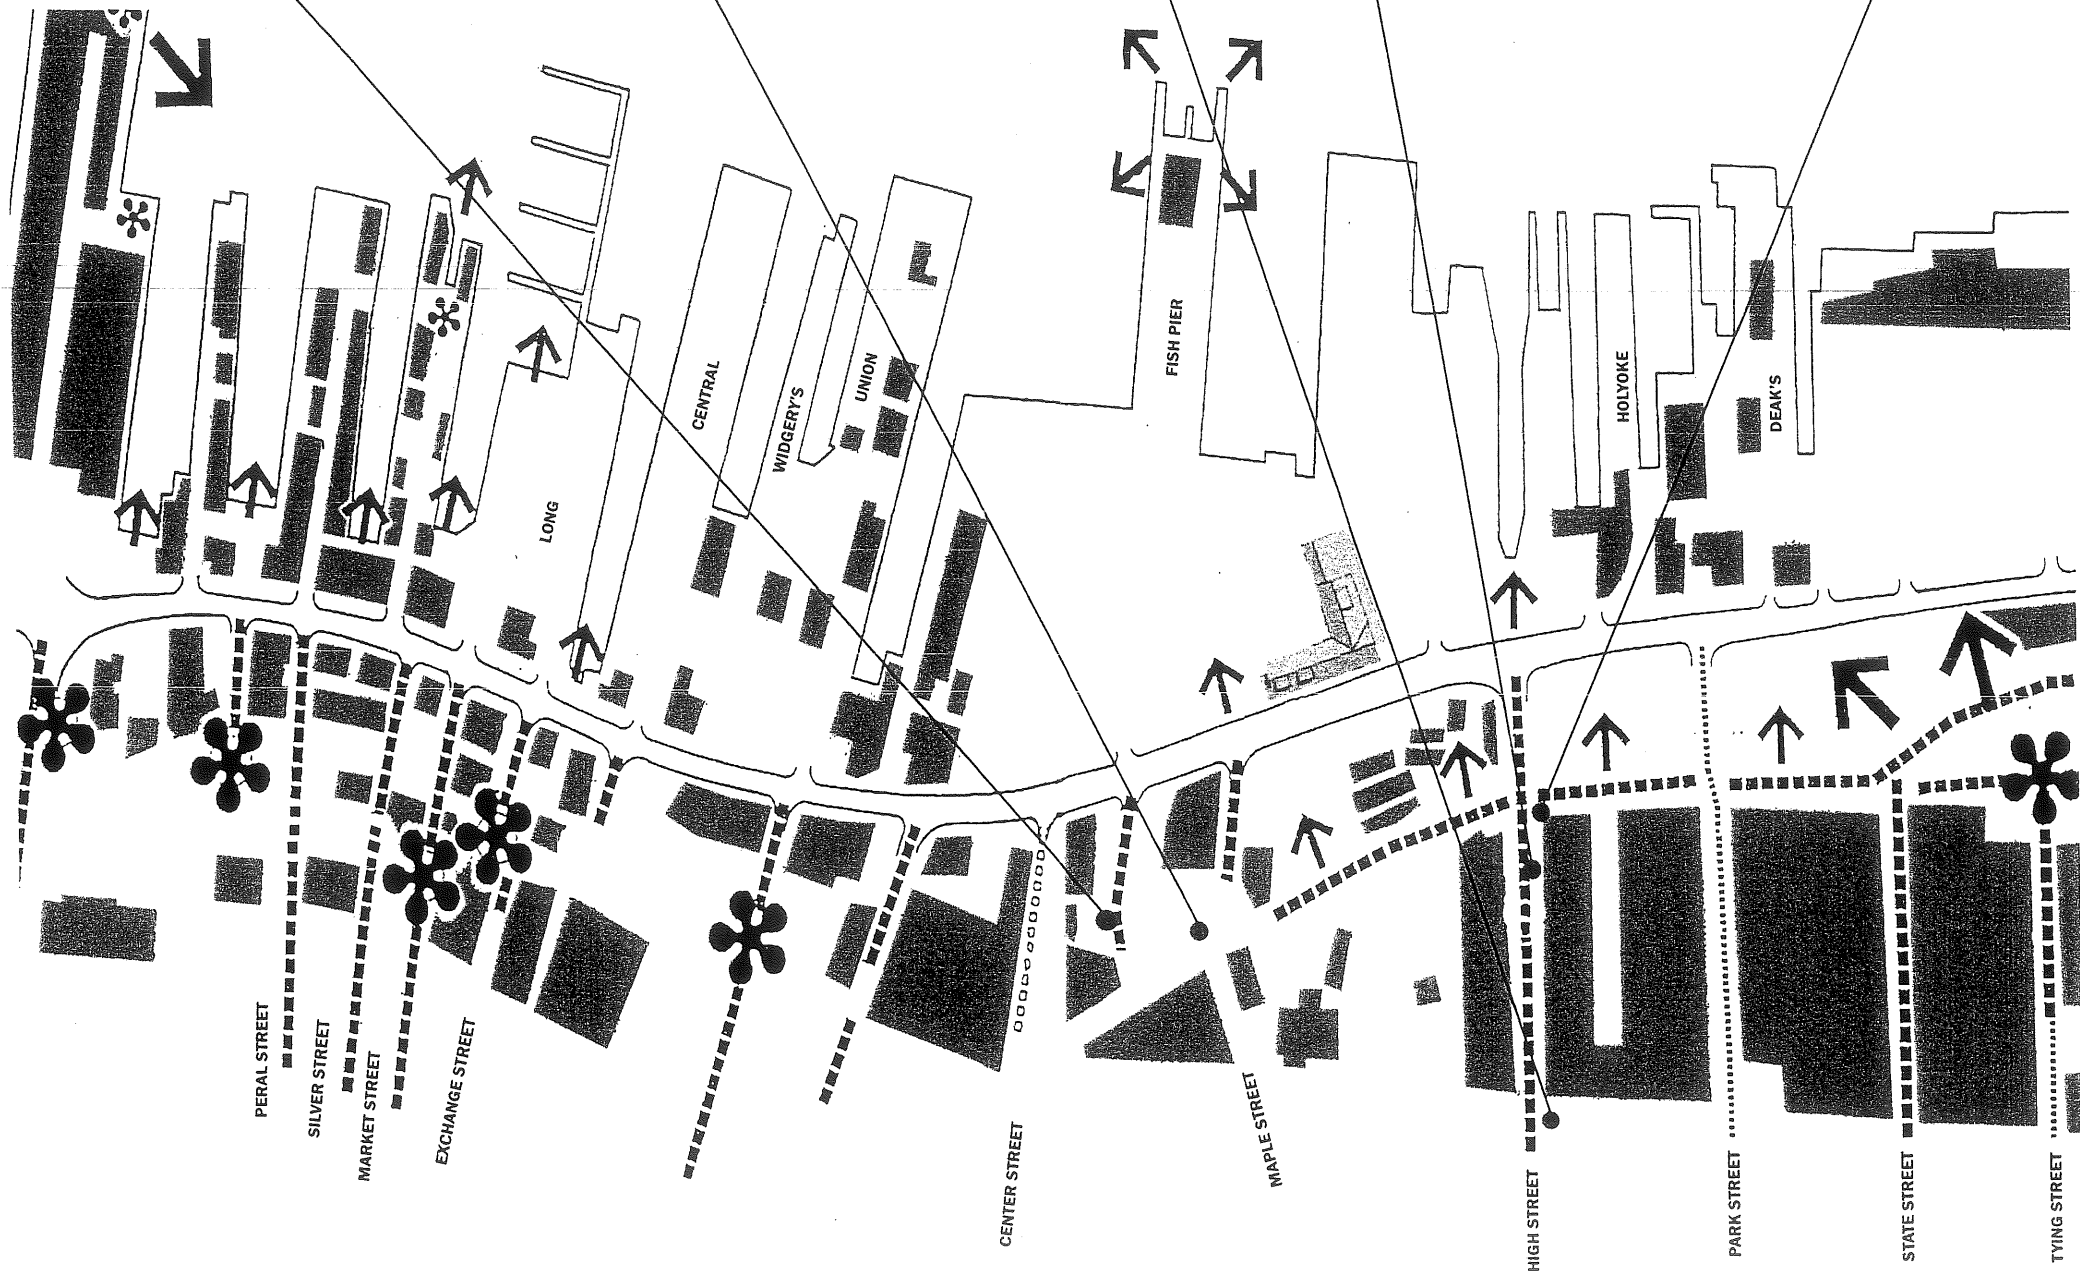 CENTRAL
WIDGERY'S
UNION
FISH PIER
HOLYOKE
DEAK'S
LONG
PERAL STREET
SILVER STREET
MARKET STREET
EXCHANGE STREET
CENTER STREET
MAPLE STREET
HIGH STREET
PARK STREET
STATE STREET
TYING STREET